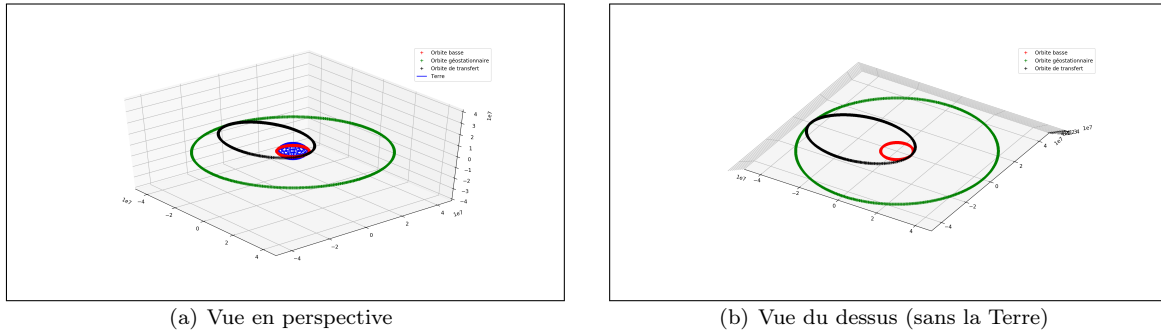 Orbite basse
Orbite géostationnaire
Orbite de transfert
Terre
1e7
4
3
2
1
0
−1
−2
−3
−4
1e7
1e7
−4
−2
0
2
4
−4
−2
0
2
4
(a) Vue en perspective
Orbite basse
Orbite géostationnaire
Orbite de transfert
1e7
1e7
1e7
−4
−2
0
2
4
−4
−2
0
2
4
(b) Vue du dessus (sans la Terre)